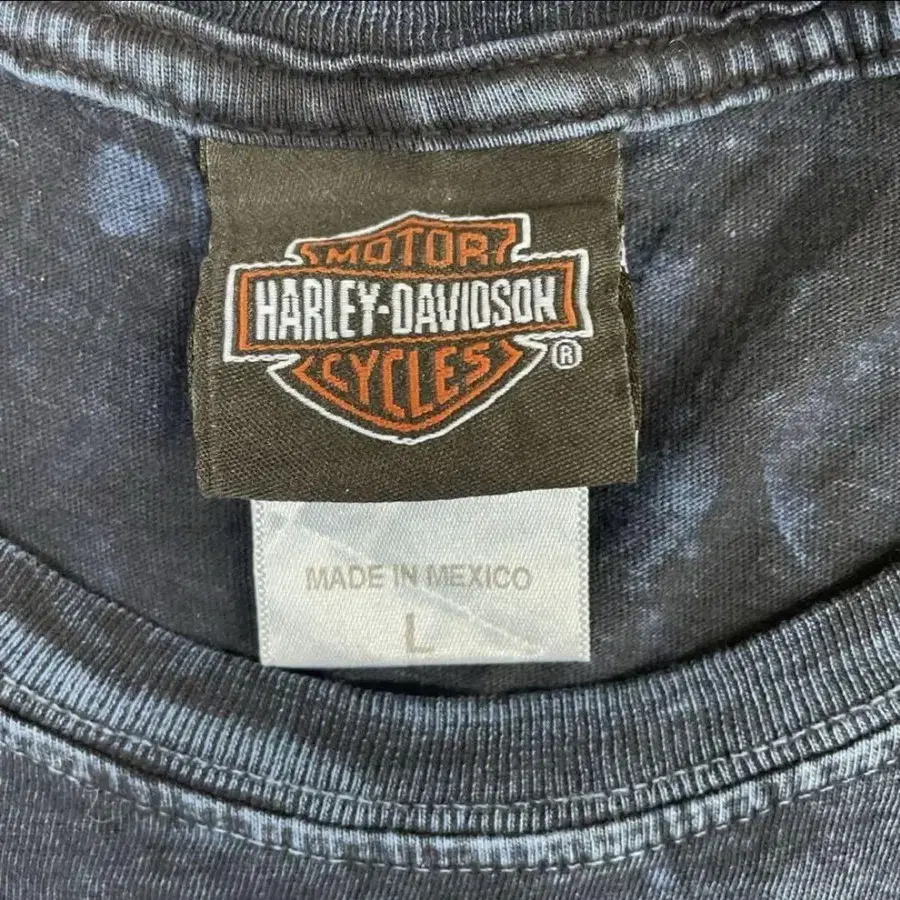 MOTOR
HARLEY-DAVIDSON
CYCLES
®
MADE IN MEXICO
L